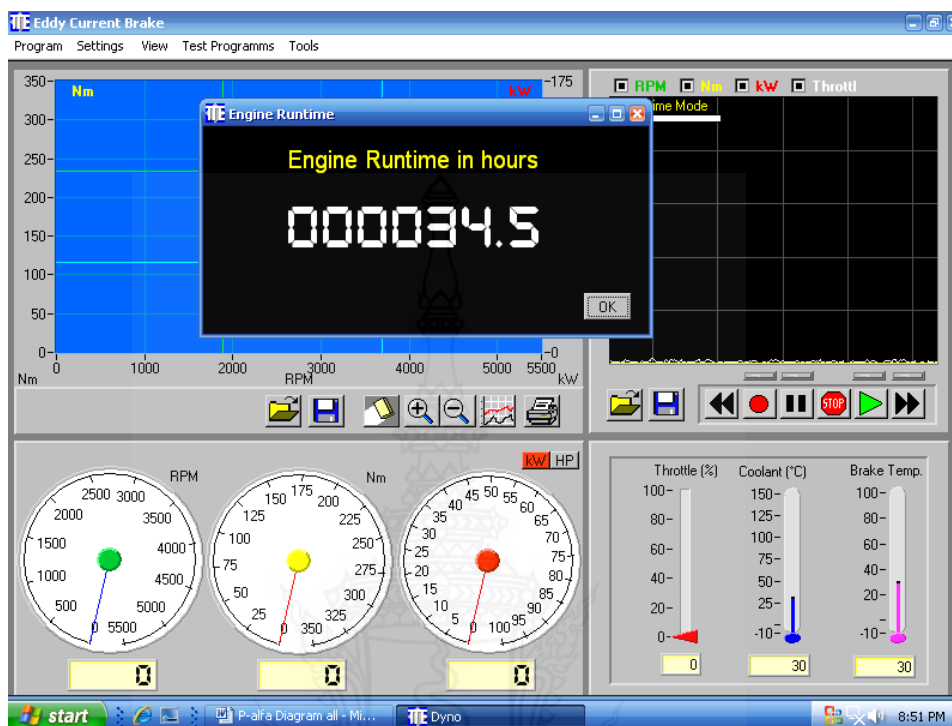 Eddy Current Brake
Program Settings View Test Programms Tools
350 Nm kW 175
300
250
200
150
100
50
0 0
0 1000 2000 3000 4000 5000 5500
Nm RPM kW
RPM Nm kW Throttl
ime Mode
Engine Runtime
Engine Runtime in hours
000034.5
OK
STOP
kW HP
RPM
0 500 1000 1500 2000 2500 3000 3500 4000 4500 5000 5500
0
Nm
0 25 50 75 100 125 150 175 200 225 250 275 300 325 350
0
0 5 10 15 20 25 30 35 40 45 50 55 60 65 70 75 80 85 90 95 100
0
Throttle (%)
100
80
60
40
20
0
0
Coolant (°C)
150
125
100
75
50
25
-10
30
Brake Temp.
100
80
60
40
20
-10
30
start P-alfa Diagram all - Mi... Dyno 8:51 PM